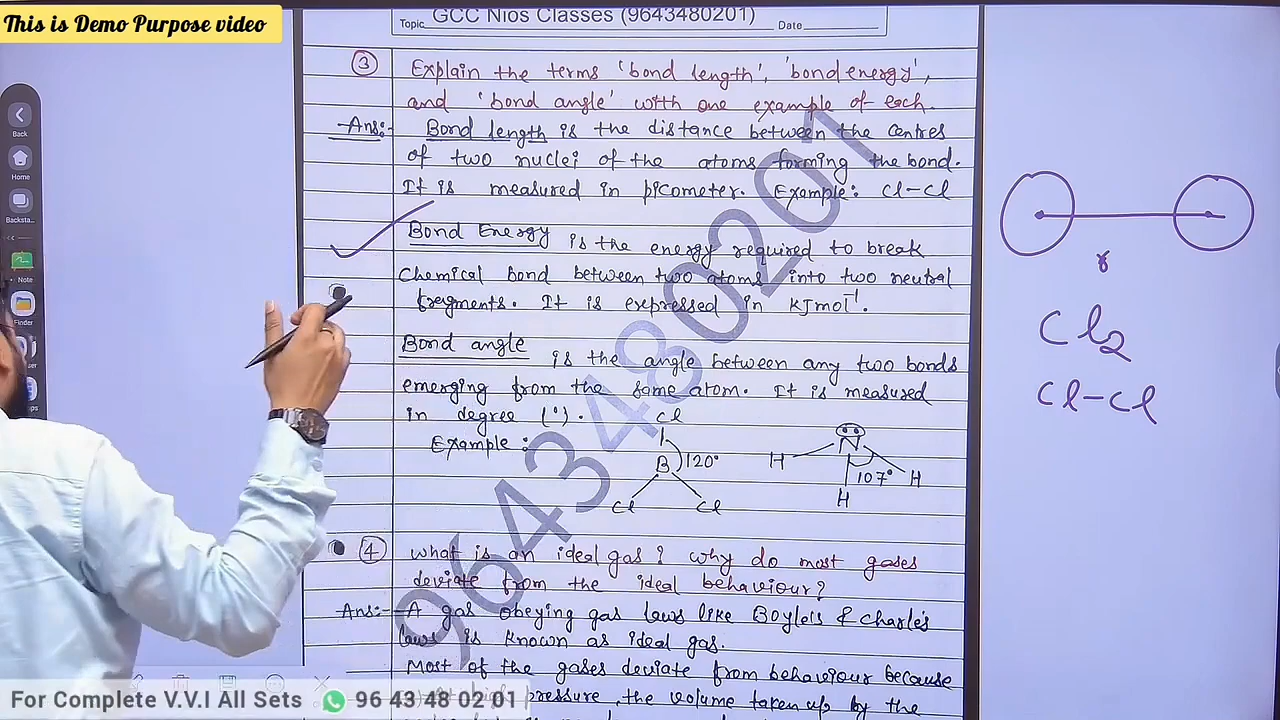 This is Demo Purpose video
GCC Nios Classes (9643480201)
Topic Date
Back
Home
Backsta..
Note
Finder
③ Explain the terms 'bond length', 'bond energy',
and 'bond angle' with one example of each.
Ans:- Bond length is the distance between the centres
of two nuclei of the atoms forming the bond.
It is measured in picometer. Example: Cl-Cl
Bond Energy is the energy required to break
Chemical bond between two atoms into two neutral
fregments. It is expressed in KJmol⁻¹.
Bond angle is the angle between any two bonds
emerging from the same atom. It is measured
in degree (°).
Example :
Cl
B 120°
Cl Cl
N
H H
107°
H
④ what is an ideal gas? why do most gases
deviate from the ideal behaviour?
Ans:- A gas obeying gas laws like Boyle's & Charle's
laws is known as ideal gas.
Most of the gases deviate from behaviour because
pressure, the volume taken up by the
9643480201
Cl₂
Cl-Cl
For Complete V.V.I All Sets 96 43 48 02 01